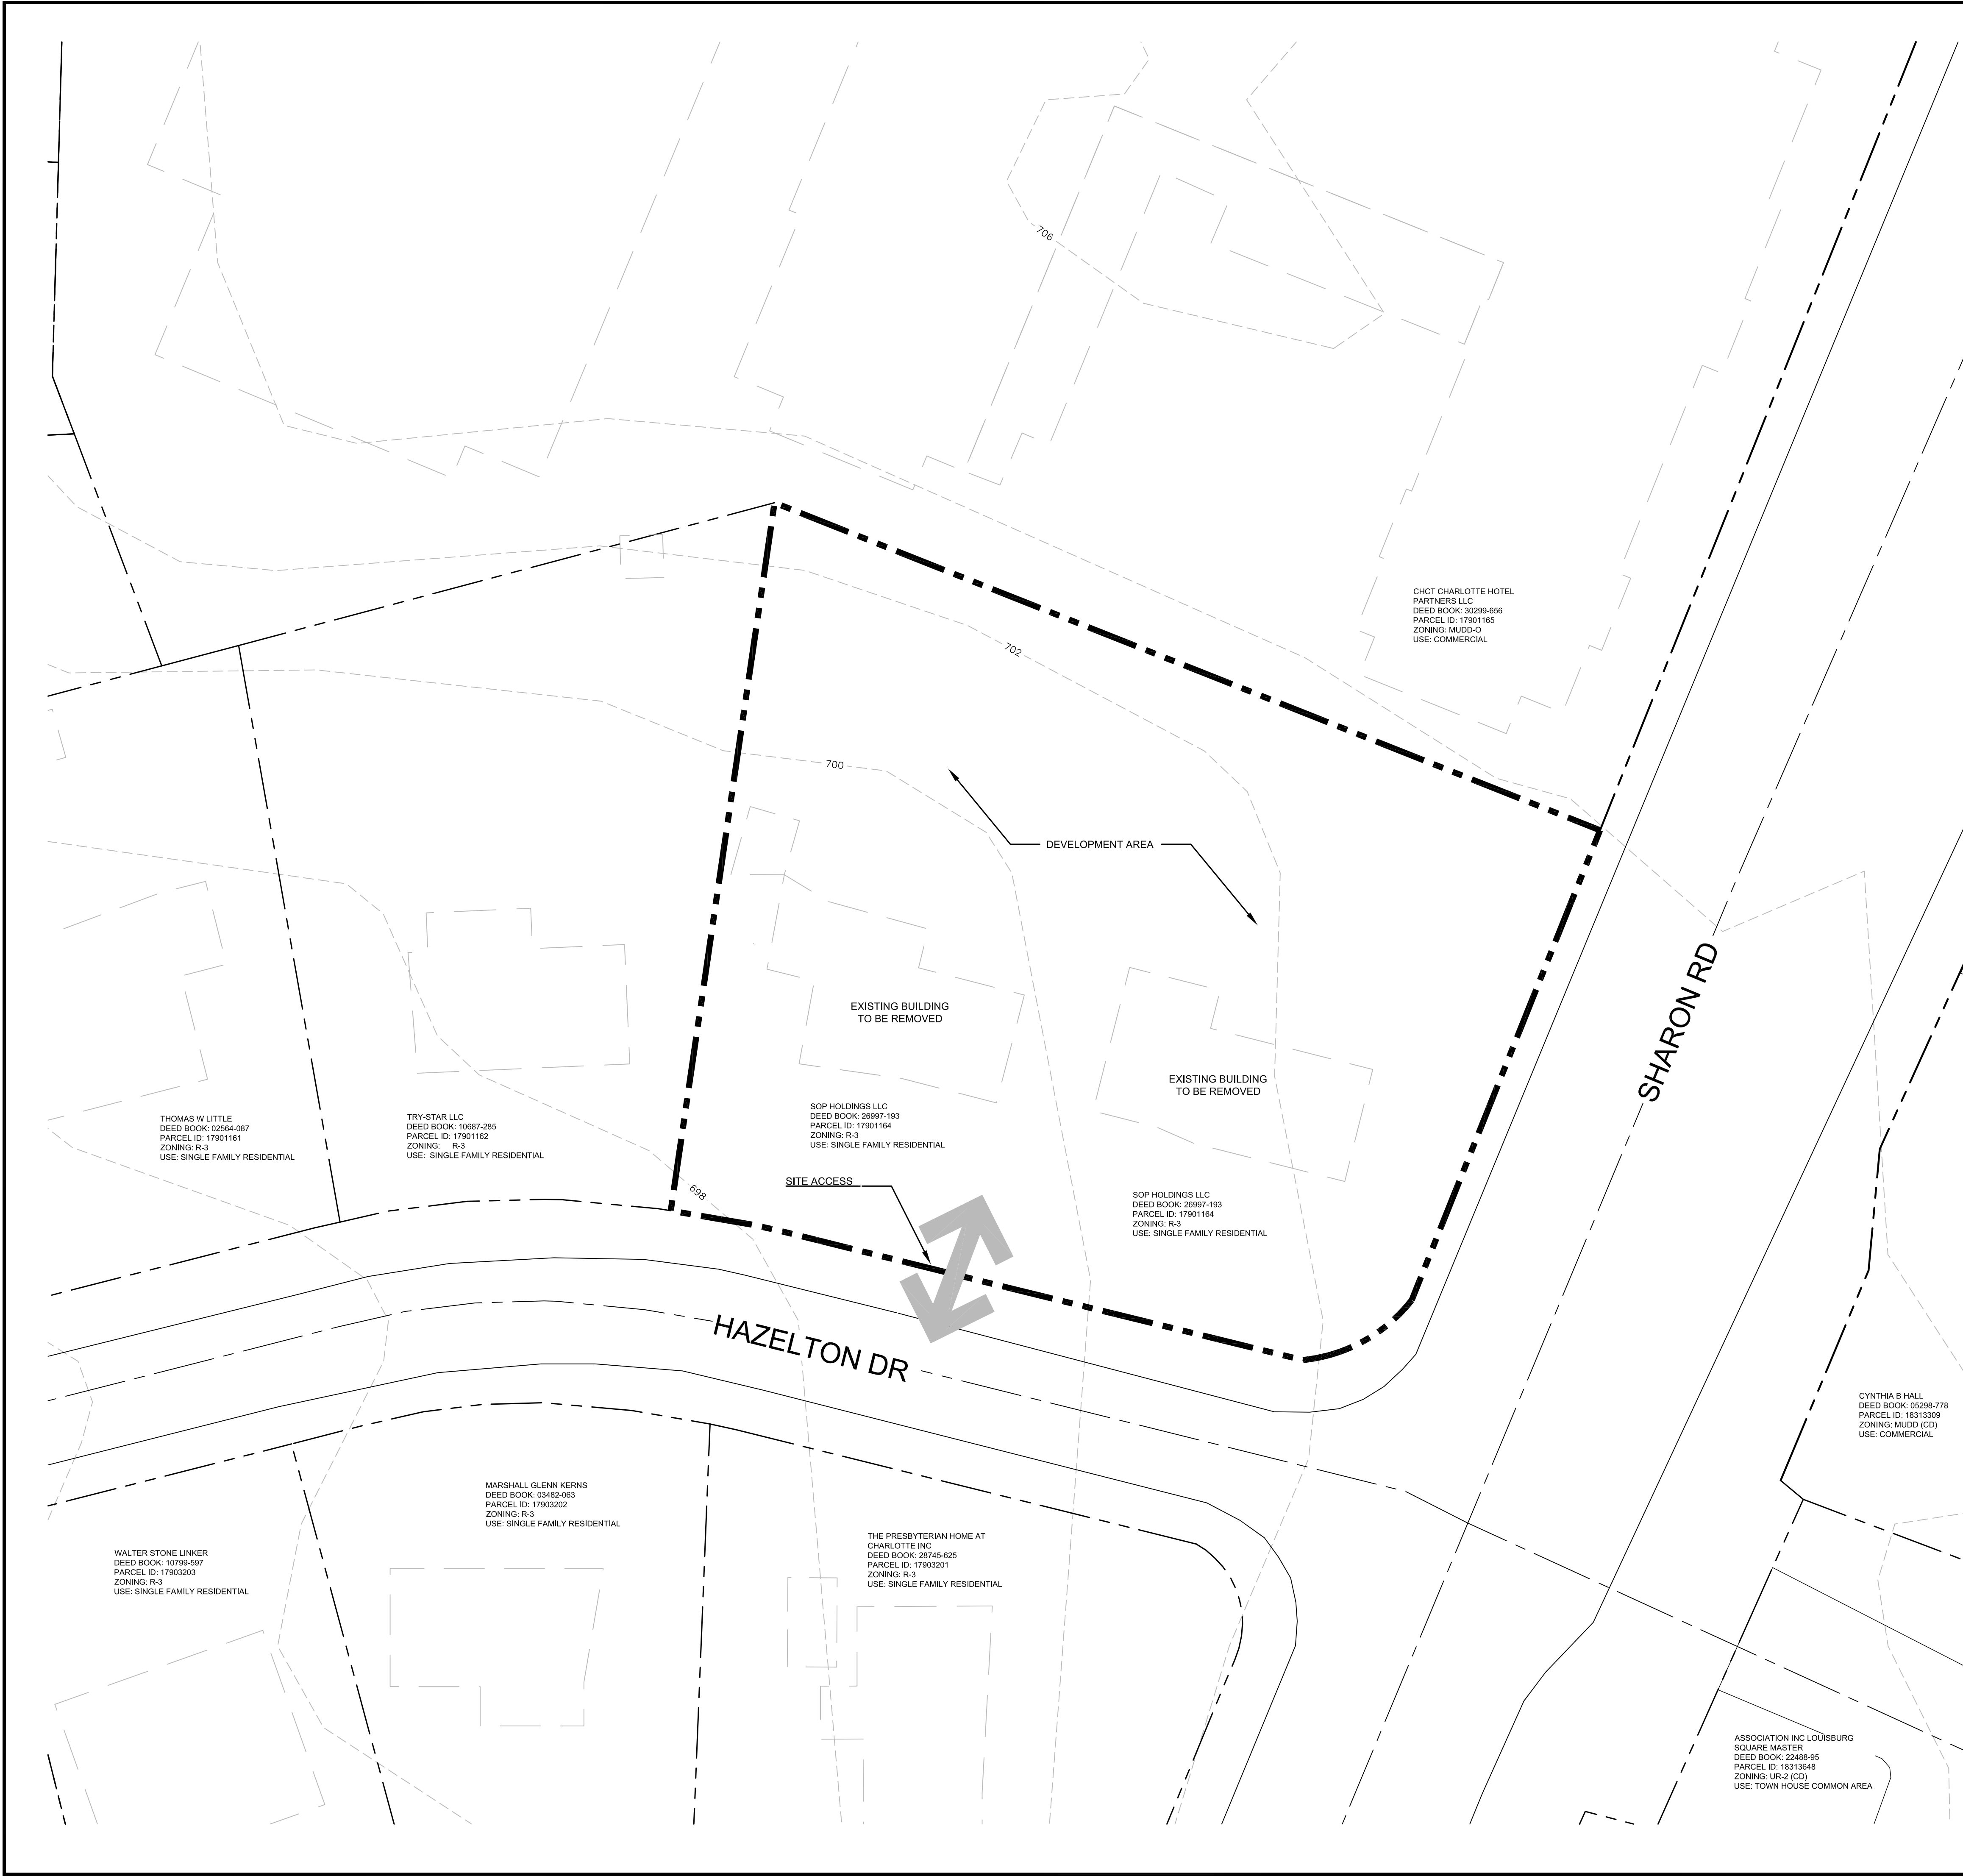 706
CHCT CHARLOTTE HOTEL
PARTNERS LLC
DEED BOOK: 30299-656
PARCEL ID: 17901165
ZONING: MUDD-O
USE: COMMERCIAL
702
700
DEVELOPMENT AREA
SHARON RD
EXISTING BUILDING
TO BE REMOVED
EXISTING BUILDING
TO BE REMOVED
THOMAS W LITTLE
DEED BOOK: 02564-087
PARCEL ID: 17901161
ZONING: R-3
USE: SINGLE FAMILY RESIDENTIAL
TRY-STAR LLC
DEED BOOK: 10687-285
PARCEL ID: 17901162
ZONING: R-3
USE: SINGLE FAMILY RESIDENTIAL
SOP HOLDINGS LLC
DEED BOOK: 26997-193
PARCEL ID: 17901164
ZONING: R-3
USE: SINGLE FAMILY RESIDENTIAL
SITE ACCESS
698
SOP HOLDINGS LLC
DEED BOOK: 26997-193
PARCEL ID: 17901164
ZONING: R-3
USE: SINGLE FAMILY RESIDENTIAL
HAZELTON DR
CYNTHIA B HALL
DEED BOOK: 05298-778
PARCEL ID: 18313309
ZONING: MUDD (CD)
USE: COMMERCIAL
MARSHALL GLENN KERNS
DEED BOOK: 03482-063
PARCEL ID: 17903202
ZONING: R-3
USE: SINGLE FAMILY RESIDENTIAL
THE PRESBYTERIAN HOME AT
CHARLOTTE INC
DEED BOOK: 28745-625
PARCEL ID: 17903201
ZONING: R-3
USE: SINGLE FAMILY RESIDENTIAL
WALTER STONE LINKER
DEED BOOK: 10799-597
PARCEL ID: 17903203
ZONING: R-3
USE: SINGLE FAMILY RESIDENTIAL
ASSOCIATION INC LOUISBURG
SQUARE MASTER
DEED BOOK: 22488-95
PARCEL ID: 18313648
ZONING: UR-2 (CD)
USE: TOWN HOUSE COMMON AREA